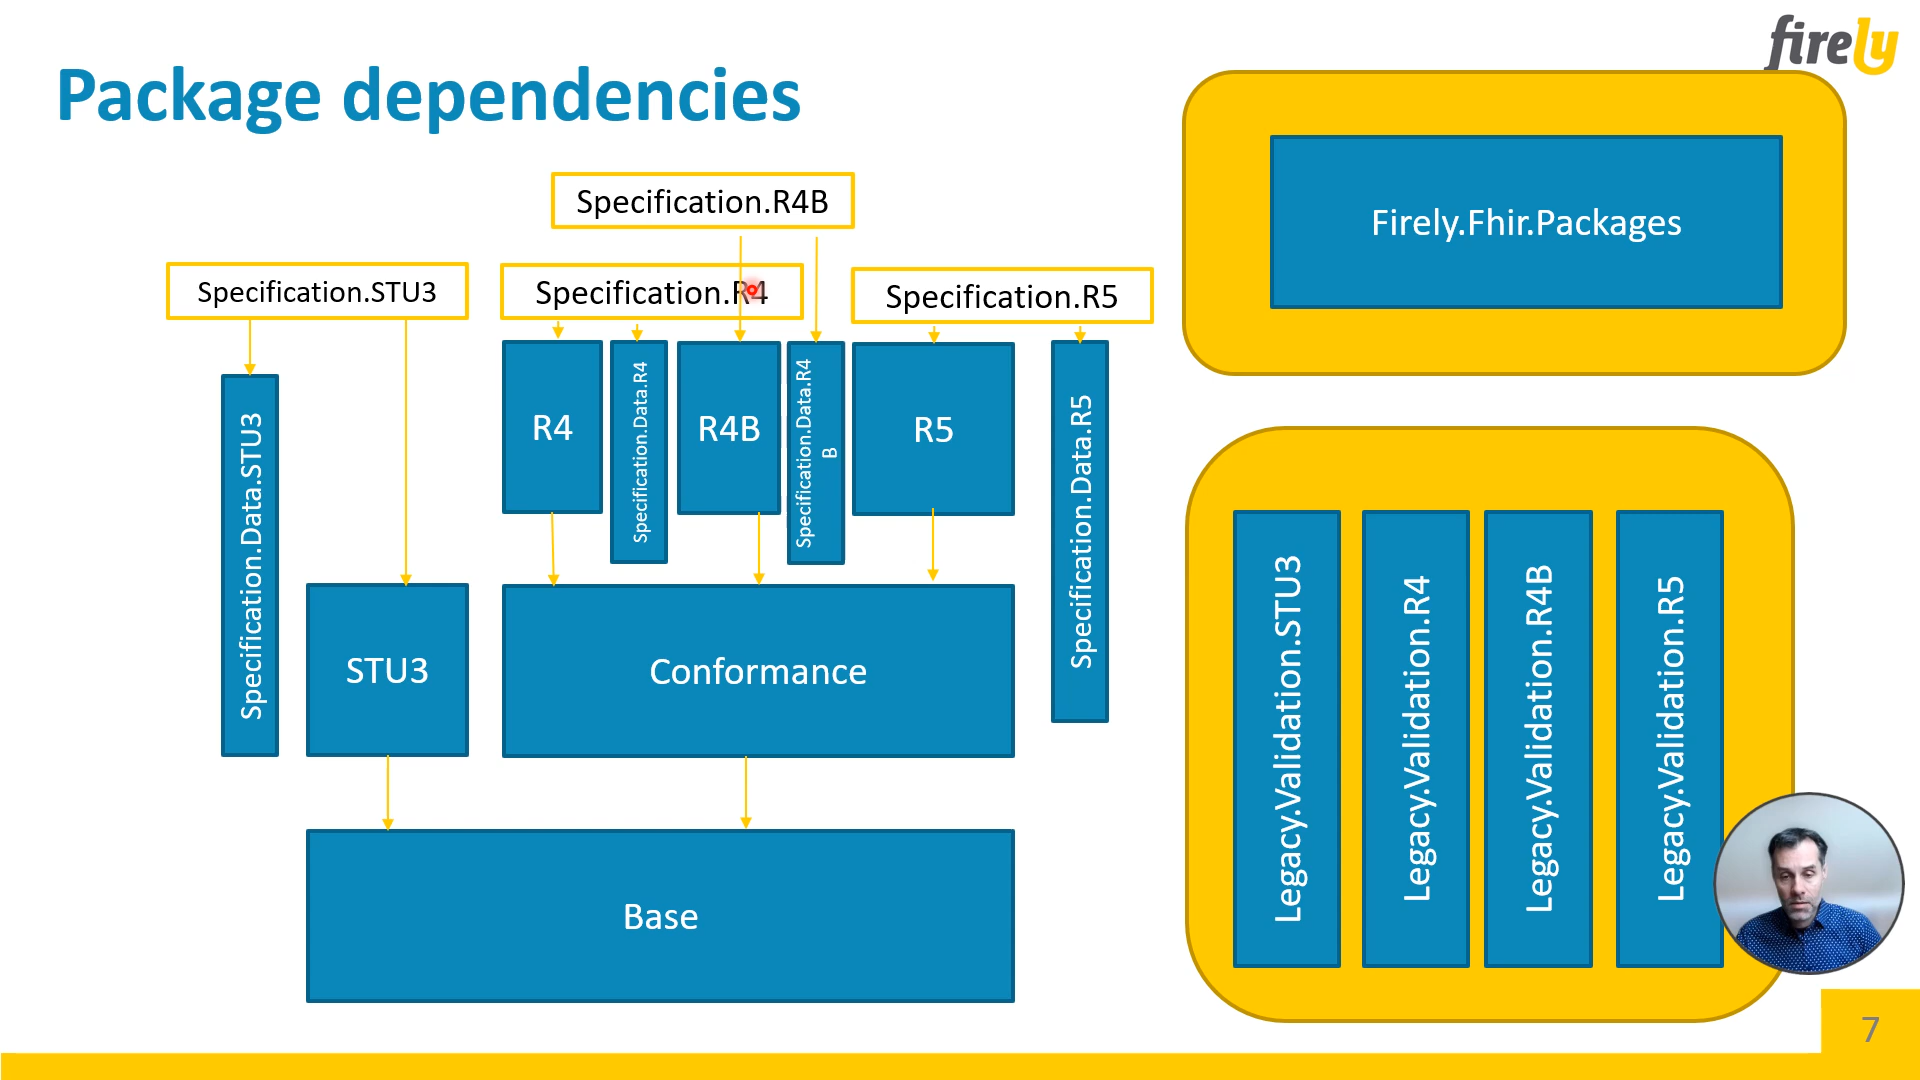 firely
Package dependencies
Specification.R4B
Specification.STU3
Specification.R4
Specification.R5
Firely.Fhir.Packages
R4
Specification.Data.R4
R4B
Specification.Data.R4
B
R5
Specification.Data.R5
Specification.Data.STU3
STU3
Conformance
Base
Legacy.Validation.STU3
Legacy.Validation.R4
Legacy.Validation.R4B
Legacy.Validation.R5
7